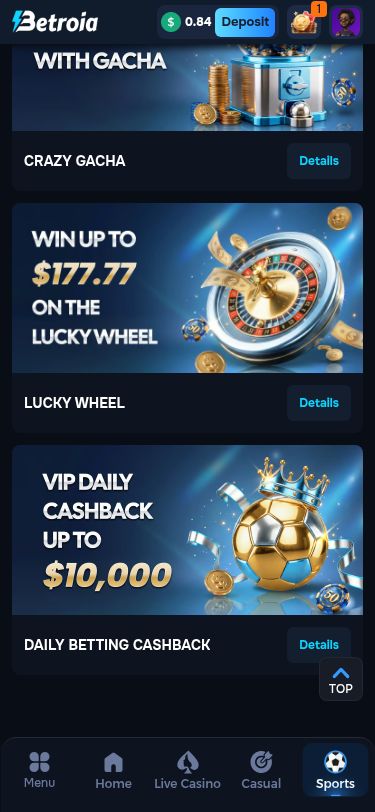 Betroia
$ 0.84 Deposit
1
WITH GACHA
CRAZY GACHA
Details
WIN UP TO
$177.77
ON THE
LUCKY WHEEL
LUCKY WHEEL
Details
VIP DAILY
CASHBACK
UP TO
$10,000
50
DAILY BETTING CASHBACK
Details
TOP
Menu
Home
Live Casino
Casual
Sports